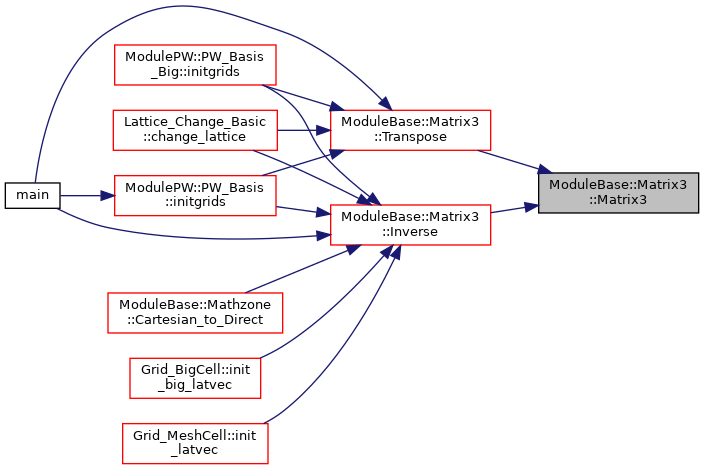 ModulePW::PW_Basis
_Big::initgrids
Lattice_Change_Basic
::change_lattice
ModuleBase::Matrix3
::Transpose
main
ModulePW::PW_Basis
::initgrids
ModuleBase::Matrix3
::Matrix3
ModuleBase::Matrix3
::Inverse
ModuleBase::Mathzone
::Cartesian_to_Direct
Grid_BigCell::init
_big_latvec
Grid_MeshCell::init
_latvec